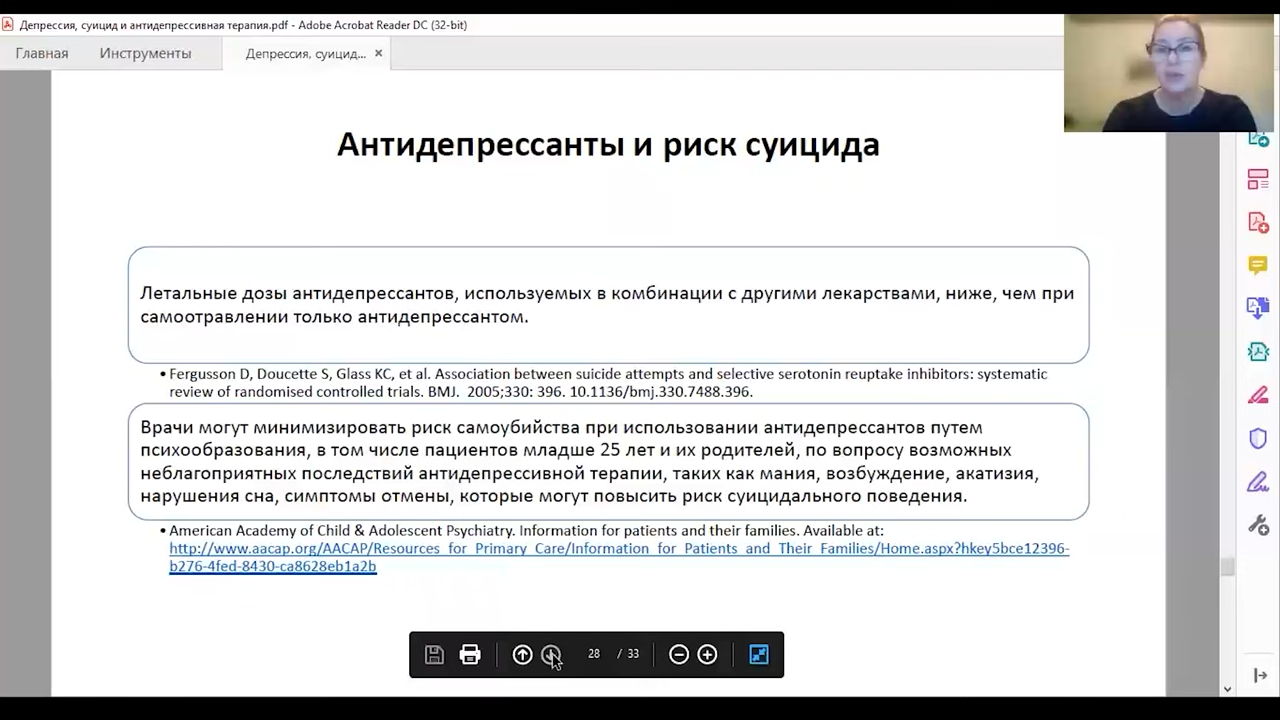 Депрессия, суицид и антидепрессивная терапия.pdf - Adobe Acrobat Reader DC (32-bit)
Главная Инструменты Депрессия, суицид... ×
Антидепрессанты и риск суицида
Летальные дозы антидепрессантов, используемых в комбинации с другими лекарствами, ниже, чем при
самоотравлении только антидепрессантом.
• Fergusson D, Doucette S, Glass KC, et al. Association between suicide attempts and selective serotonin reuptake inhibitors: systematic
review of randomised controlled trials. BMJ. 2005;330: 396. 10.1136/bmj.330.7488.396.
Врачи могут минимизировать риск самоубийства при использовании антидепрессантов путем
психообразования, в том числе пациентов младше 25 лет и их родителей, по вопросу возможных
неблагоприятных последствий антидепрессивной терапии, таких как мания, возбуждение, акатизия,
нарушения сна, симптомы отмены, которые могут повысить риск суицидального поведения.
• American Academy of Child & Adolescent Psychiatry. Information for patients and their families. Available at:
http://www.aacap.org/AACAP/Resources_for_Primary_Care/Information_for_Patients_and_Their_Families/Home.aspx?hkey5bce12396-
b276-4fed-8430-ca8628eb1a2b
28 / 33